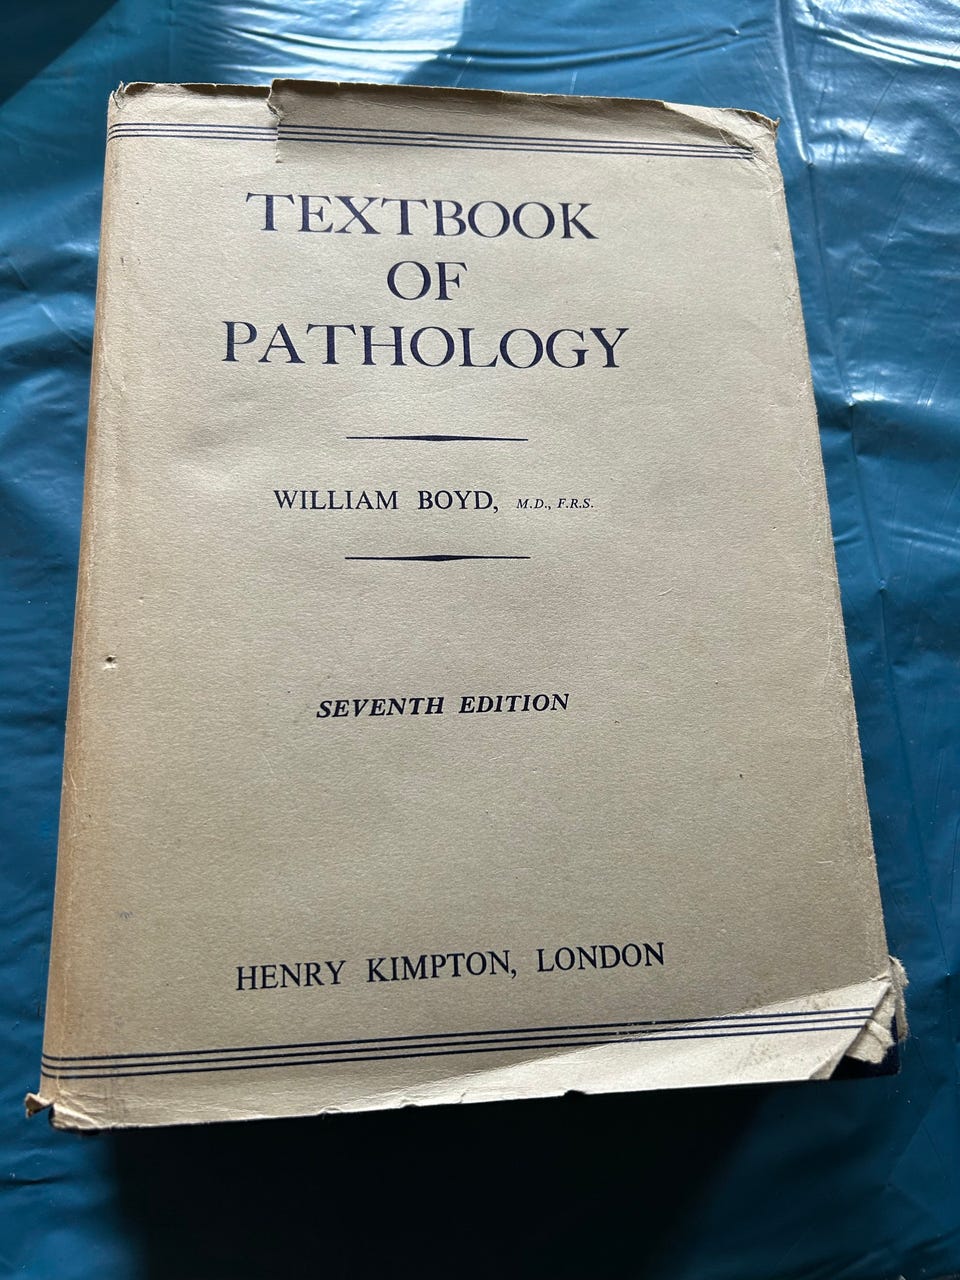 TEXTBOOK
OF
PATHOLOGY
WILLIAM BOYD, M.D., F.R.S.
SEVENTH EDITION
HENRY KIMPTON, LONDON